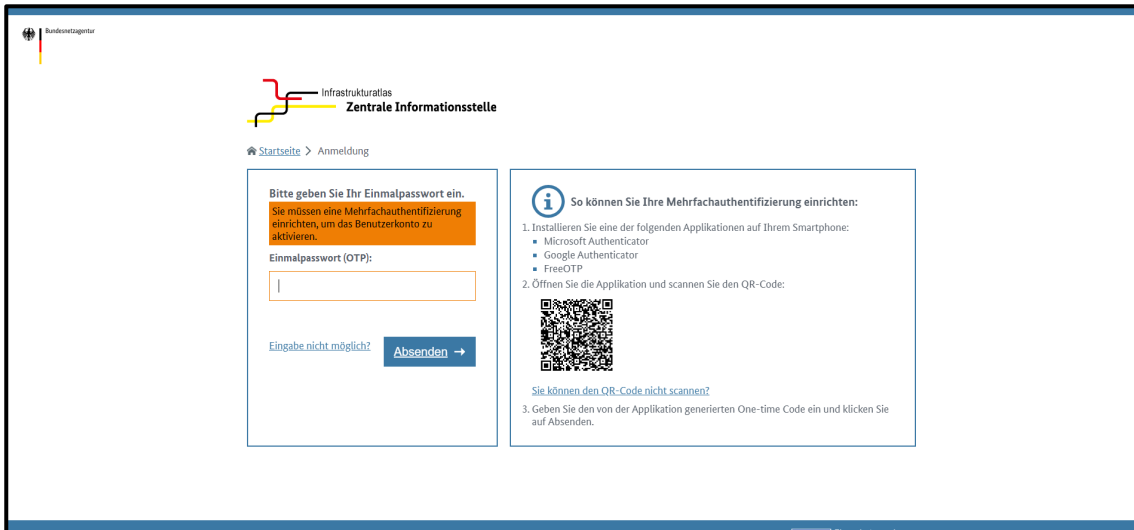 Bundesnetzagentur
Infrastrukturatlas
Zentrale Informationsstelle
Startseite > Anmeldung
Bitte geben Sie Ihr Einmalpasswort ein.
Sie müssen eine Mehrfachauthentifizierung
einrichten, um das Benutzerkonto zu
aktivieren.
Einmalpasswort (OTP):
Eingabe nicht möglich?
Absenden →
So können Sie Ihre Mehrfachauthentifizierung einrichten:
1. Installieren Sie eine der folgenden Applikationen auf Ihrem Smartphone:
▪ Microsoft Authenticator
▪ Google Authenticator
▪ FreeOTP
2. Öffnen Sie die Applikation und scannen Sie den QR-Code:
Sie können den QR-Code nicht scannen?
3. Geben Sie den von der Applikation generierten One-time Code ein und klicken Sie
auf Absenden.